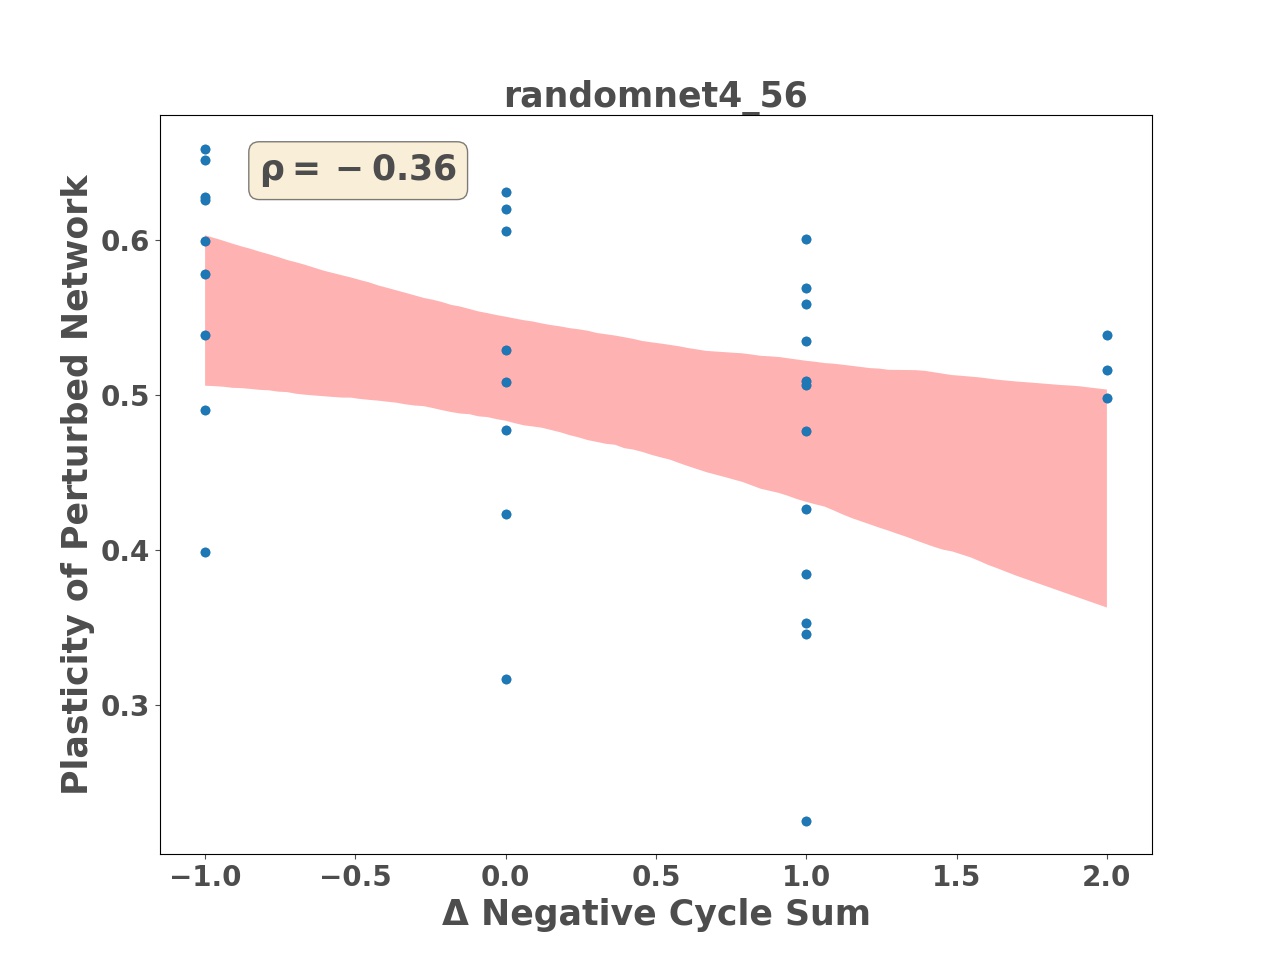 randomnet4_56
ρ = − 0.36
Plasticity of Perturbed Network
0.6
0.5
0.4
0.3
−1.0 −0.5 0.0 0.5 1.0 1.5 2.0
Δ Negative Cycle Sum